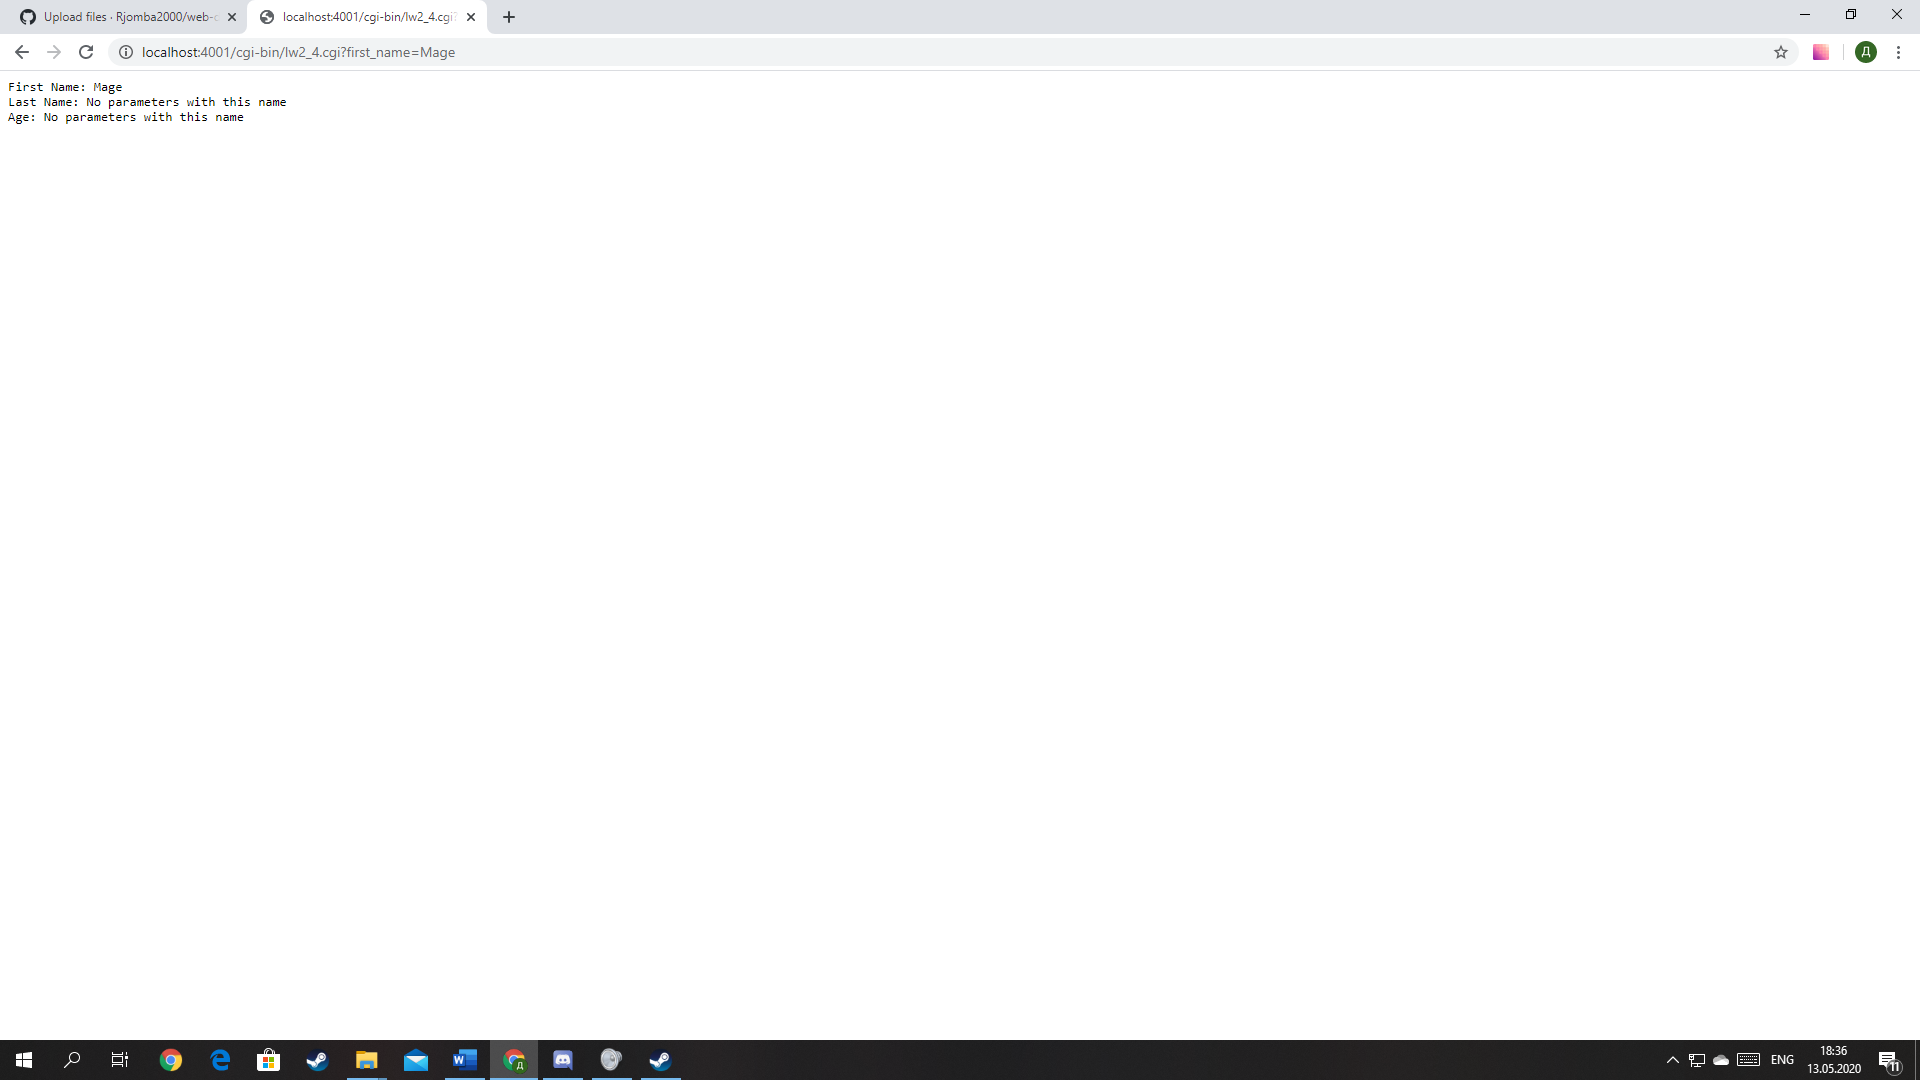 Upload files · Rjomba2000/web-
localhost:4001/cgi-bin/lw2_4.cgi?
localhost:4001/cgi-bin/lw2_4.cgi?first_name=Mage
Д
First Name: Mage
Last Name: No parameters with this name
Age: No parameters with this name
W
Д
ENG
18:36
13.05.2020
11